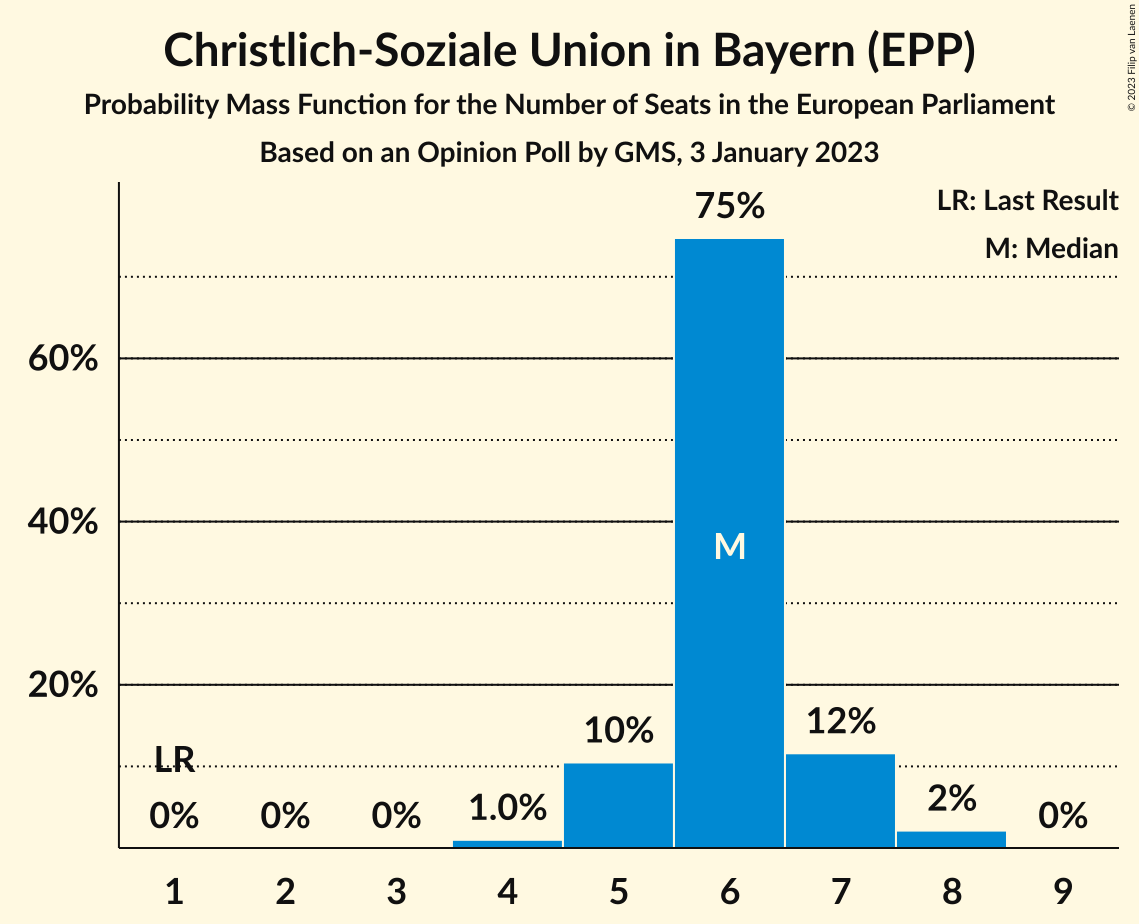 Christlich-Soziale Union in Bayern (EPP)
Probability Mass Function for the Number of Seats in the European Parliament
Based on an Opinion Poll by GMS, 3 January 2023
© 2023 Filip van Laenen
LR: Last Result
M: Median
75%
60%
40%
M
20%
12%
10%
LR
2%
1.0%
0% 0% 0% 0%
1 2 3 4 5 6 7 8 9